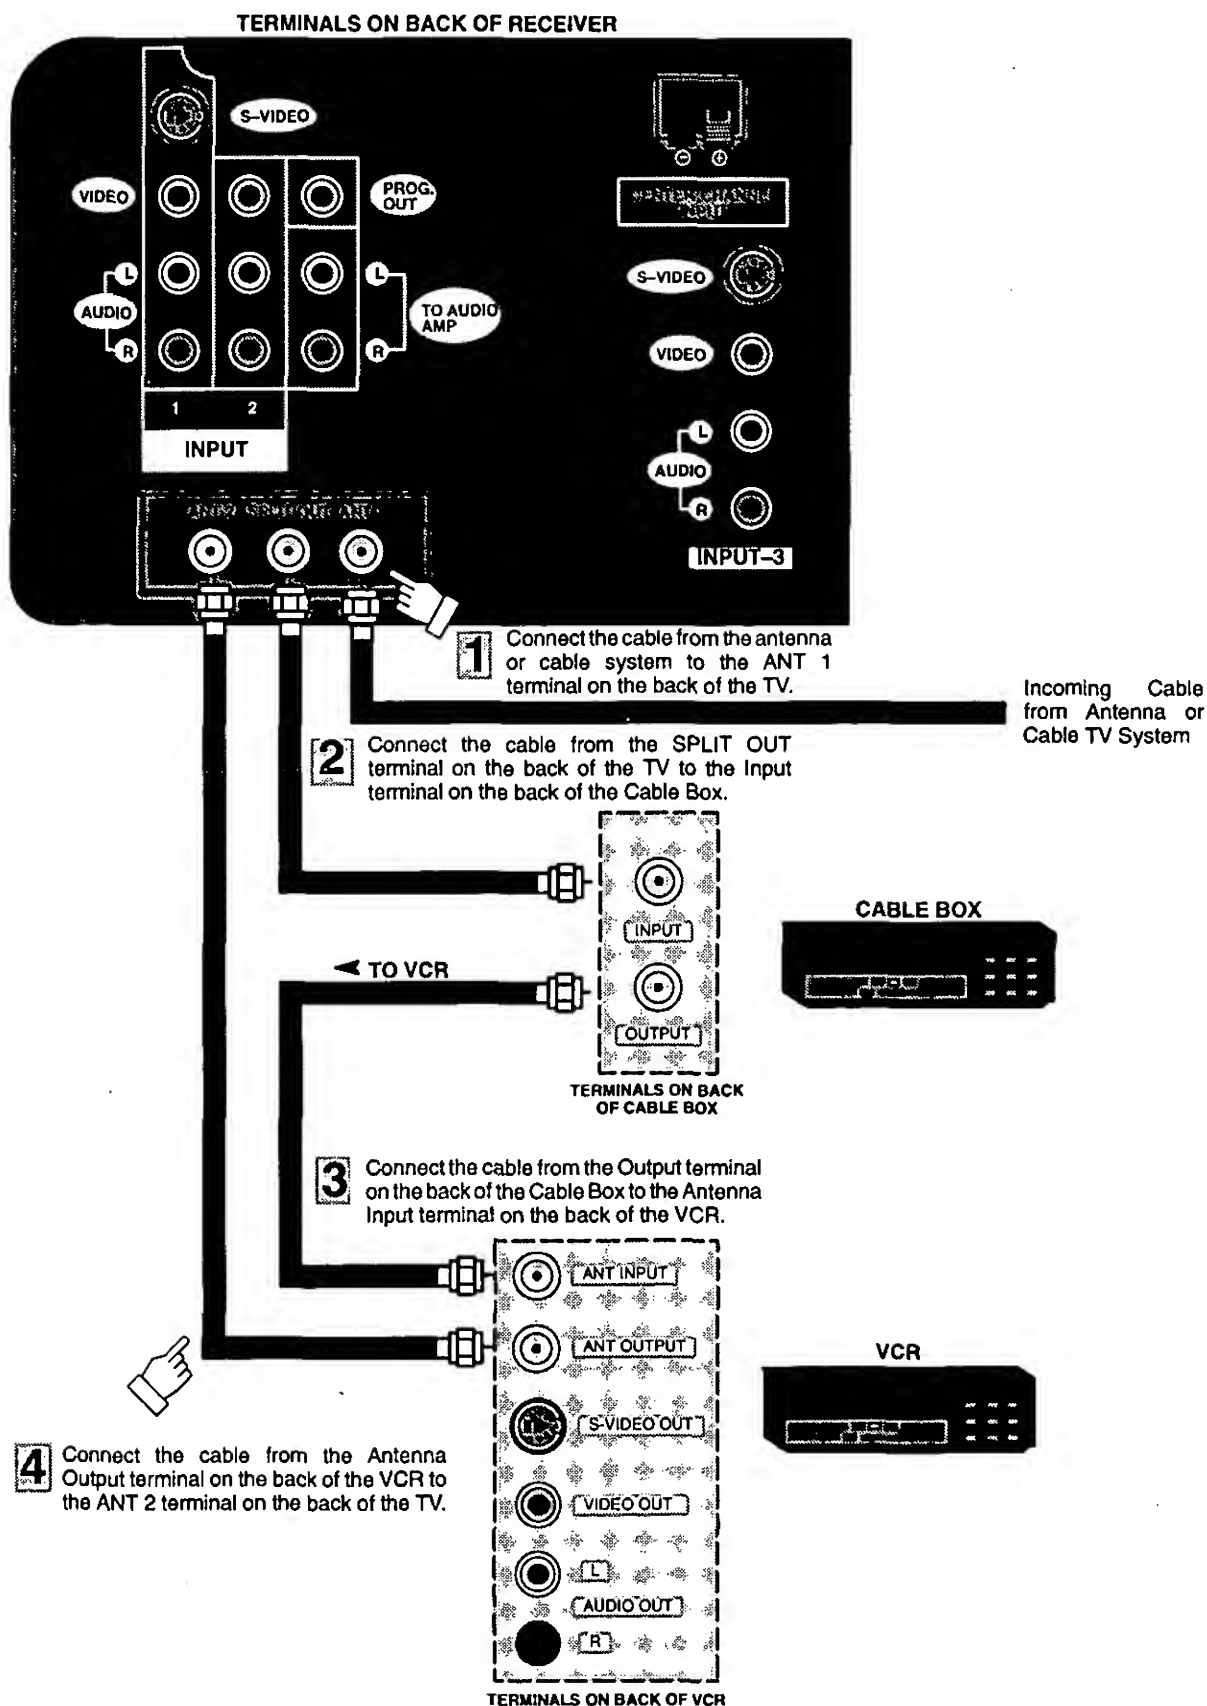 TERMINALS ON BACK OF RECEIVER
S–VIDEO
VIDEO
PROG.
OUT
L
AUDIO
R
L
TO AUDIO
AMP
R
1 2
INPUT
S–VIDEO
VIDEO
L
AUDIO
R
INPUT–3
1 Connect the cable from the antenna
or cable system to the ANT 1
terminal on the back of the TV.
Incoming Cable
from Antenna or
Cable TV System
2 Connect the cable from the SPLIT OUT
terminal on the back of the TV to the Input
terminal on the back of the Cable Box.
INPUT
CABLE BOX
TO VCR
OUTPUT
TERMINALS ON BACK
OF CABLE BOX
3 Connect the cable from the Output terminal
on the back of the Cable Box to the Antenna
Input terminal on the back of the VCR.
ANT INPUT
ANT OUTPUT
VCR
S-VIDEO OUT
4 Connect the cable from the Antenna
Output terminal on the back of the VCR to
the ANT 2 terminal on the back of the TV.
VIDEO OUT
L
AUDIO OUT
R
TERMINALS ON BACK OF VCR